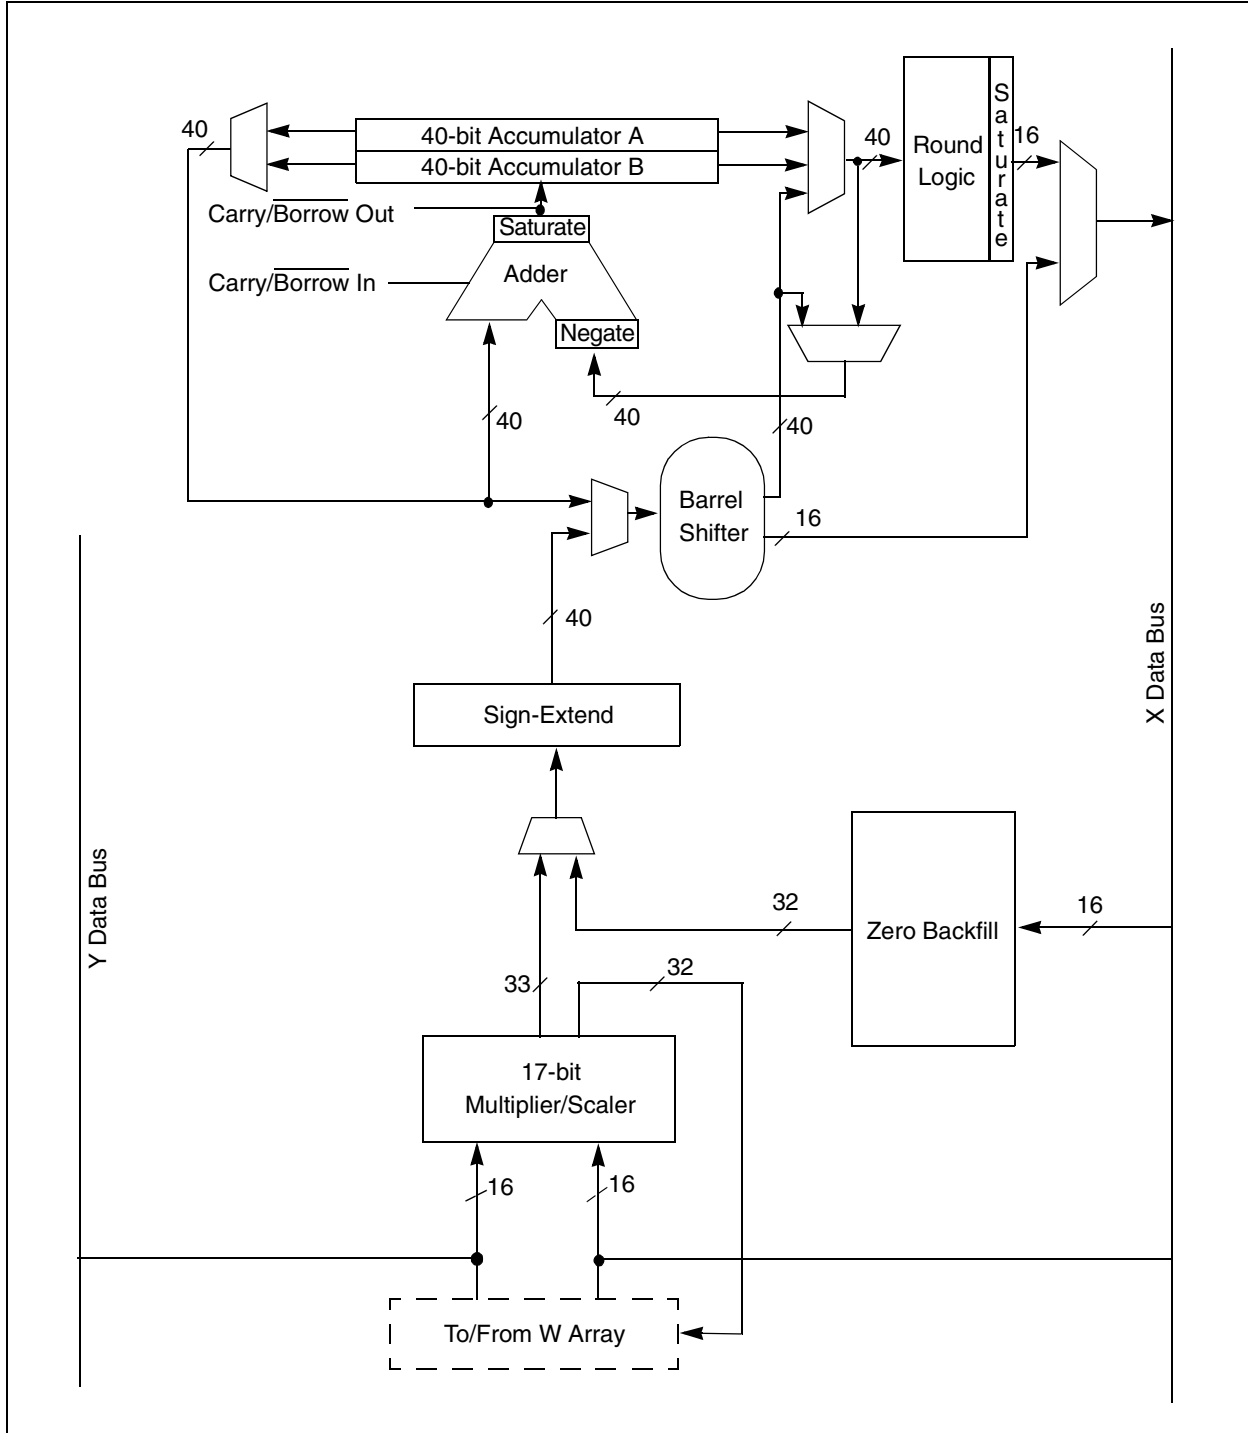 40
40-bit Accumulator A
40-bit Accumulator B
40
Round
Logic
Saturate
16
Carry/Borrow Out
Saturate
Carry/Borrow In
Adder
Negate
40
40
40
Barrel
Shifter
16
40
X Data Bus
Sign-Extend
Y Data Bus
32
Zero Backfill
16
33
32
17-bit
Multiplier/Scaler
16
16
To/From W Array